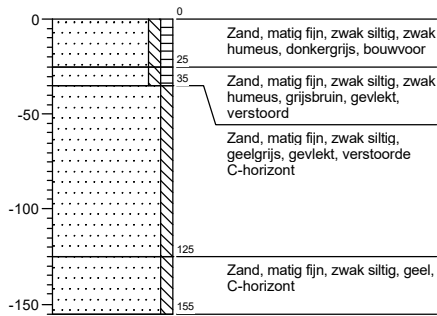 0
0
Zand, matig fijn, zwak siltig, zwak
humeus, donkergrijs, bouwvoor
25
Zand, matig fijn, zwak siltig, zwak
humeus, grijsbruin, gevlekt,
verstoord
35
-50
Zand, matig fijn, zwak siltig,
geelgrijs, gevlekt, verstoorde
C-horizont
-100
125
Zand, matig fijn, zwak siltig, geel,
C-horizont
-150
155